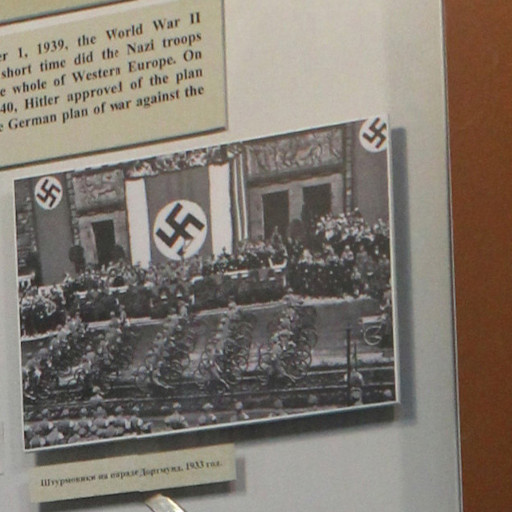 r 1, 1939, the World War II
short time did the Nazi troops
e whole of Western Europe. On
40, Hitler approved of the plan
e German plan of war against the
Штурмовики на параде Дортмунд, 1933 год.